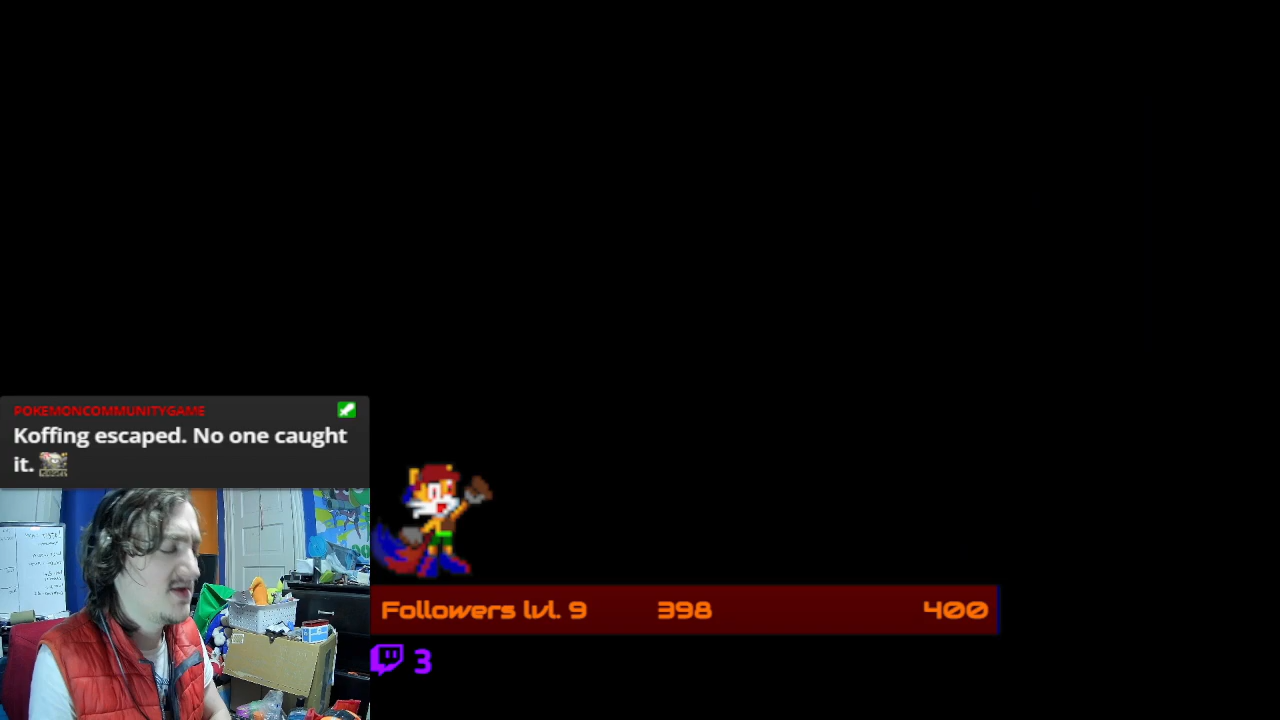 POKEMONCOMMUNITYGAME
Koffing escaped. No one caught
it.
Followers lvl. 9 398 400
3